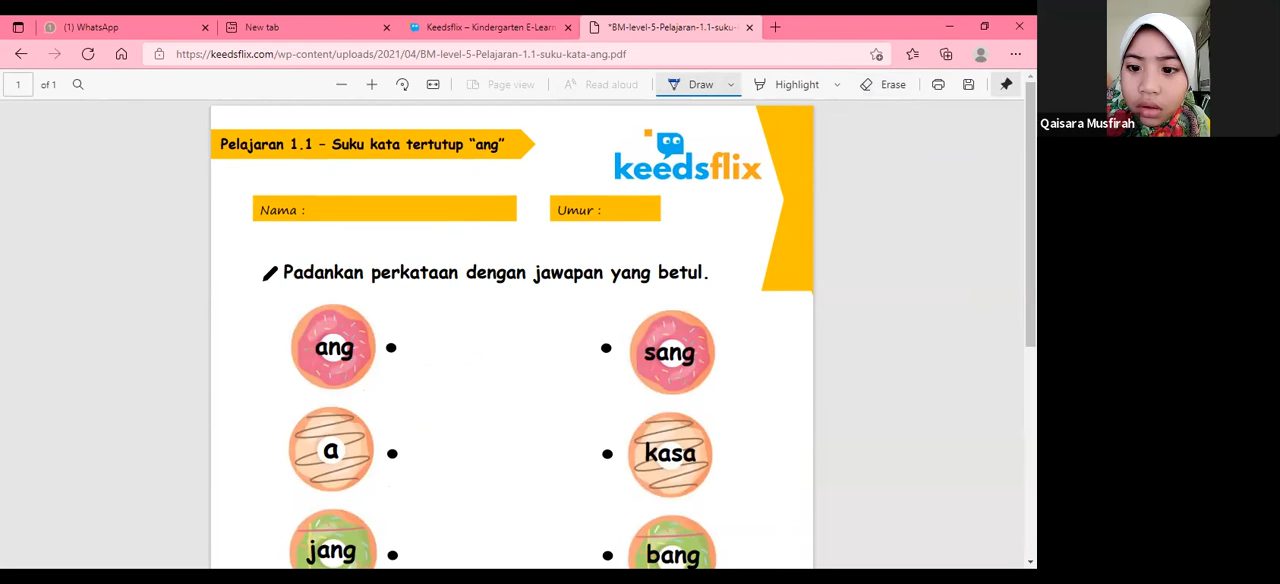 (1) WhatsApp
New tab
Keedsflix – Kindergarten E-Learn
*BM-level-5-Pelajaran-1.1-suku-
https://keedsflix.com/wp-content/uploads/2021/04/BM-level-5-Pelajaran-1.1-suku-kata-ang.pdf
1 of 1
Page view
Read aloud
Draw
Highlight
Erase
Qaisara Musfirah
Pelajaran 1.1 – Suku kata tertutup “ang”
keedsflix
Nama :
Umur :
Padankan perkataan dengan jawapan yang betul.
ang
sang
a
kasa
jang
bang